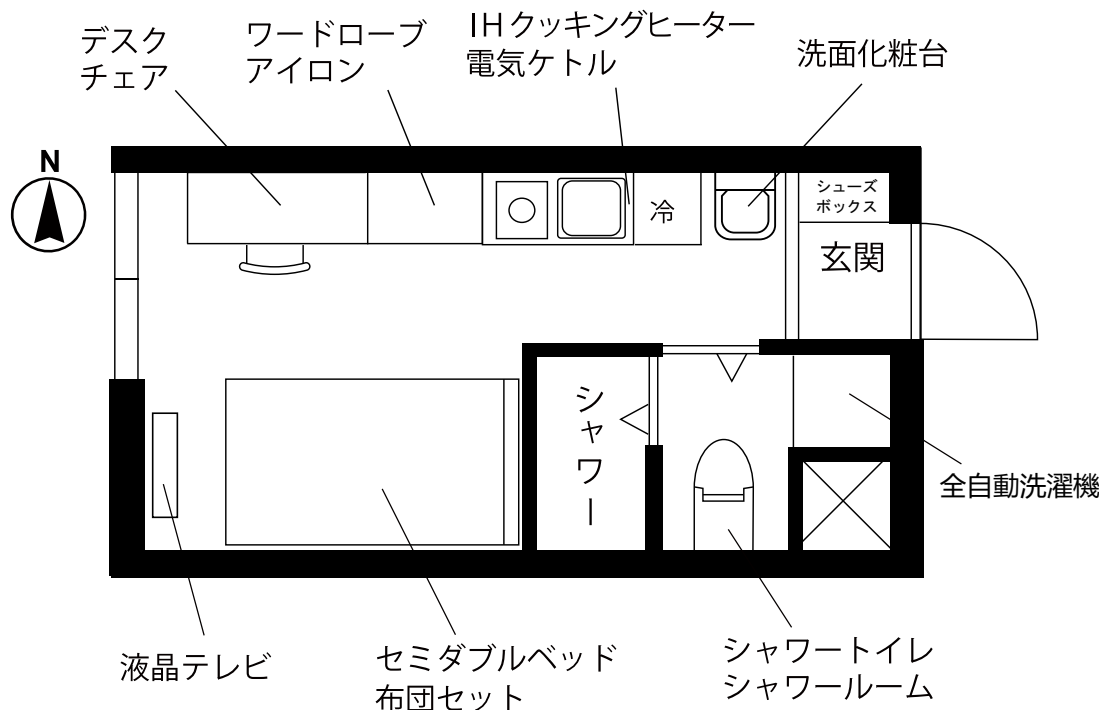 デスク
チェア
ワードローブ
アイロン
IHクッキングヒーター
電気ケトル
洗面化粧台
N
シューズ
ボックス
冷
玄関
シャワー
全自動洗濯機
液晶テレビ
セミダブルベッド
布団セット
シャワートイレ
シャワールーム